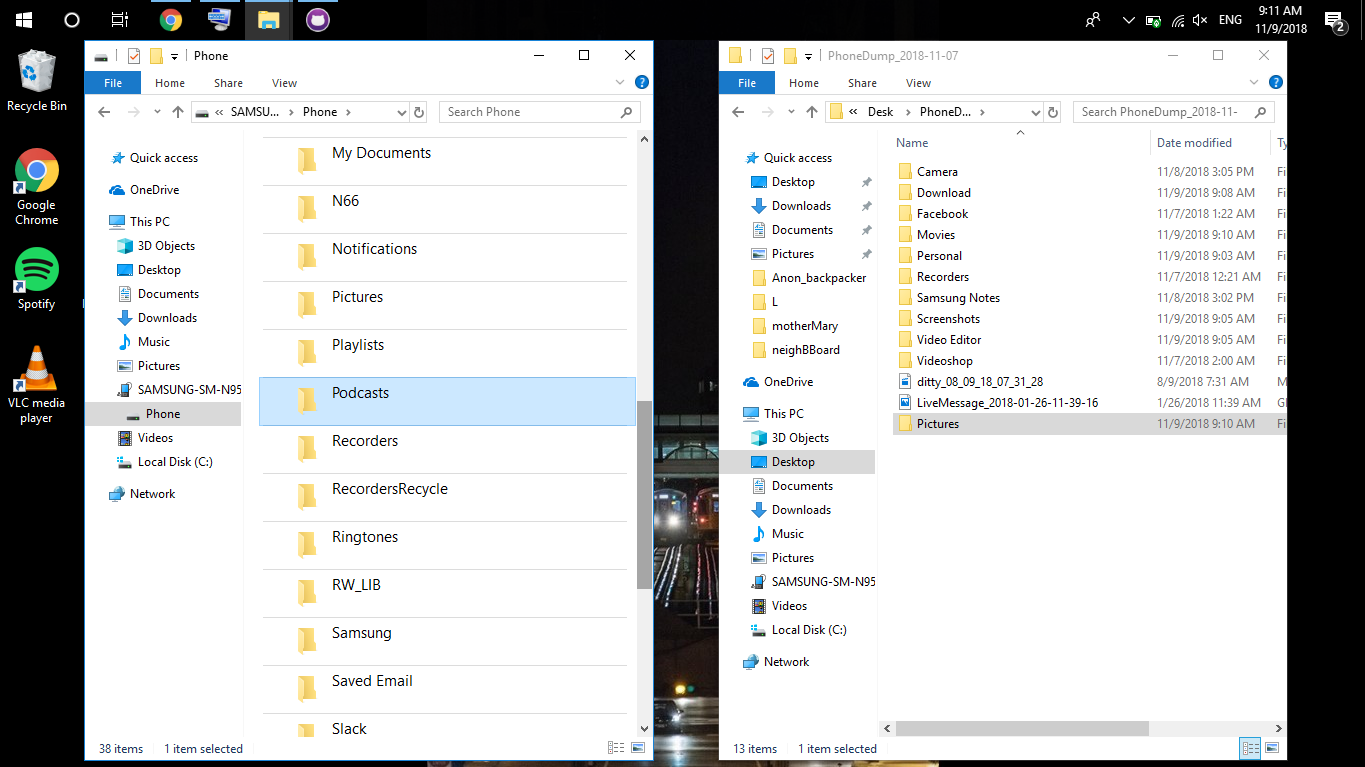 ENG
9:11 AM
11/9/2018
2
Recycle Bin
Google
Chrome
Spotify
VLC media
player
Phone
File Home Share View
« SAMSU... > Phone >
Search Phone
Quick access
OneDrive
This PC
3D Objects
Desktop
Documents
Downloads
Music
Pictures
SAMSUNG-SM-N95
Phone
Videos
Local Disk (C:)
Network
My Documents
N66
Notifications
Pictures
Playlists
Podcasts
Recorders
RecordersRecycle
Ringtones
RW_LIB
Samsung
Saved Email
Slack
38 items 1 item selected
PhoneDump_2018-11-07
File Home Share View
« Desk > PhoneD... >
Search PhoneDump_2018-11-
Quick access
Desktop
Downloads
Documents
Pictures
Anon_backpacker
L
motherMary
neighBBoard
OneDrive
This PC
3D Objects
Desktop
Documents
Downloads
Music
Pictures
SAMSUNG-SM-N95
Videos
Local Disk (C:)
Network
Name Date modified Ty
Camera 11/8/2018 3:05 PM Fi
Download 11/9/2018 9:08 AM Fi
Facebook 11/7/2018 1:22 AM Fi
Movies 11/9/2018 9:10 AM Fi
Personal 11/9/2018 9:03 AM Fi
Recorders 11/7/2018 12:21 AM Fi
Samsung Notes 11/8/2018 3:02 PM Fi
Screenshots 11/9/2018 9:05 AM Fi
Video Editor 11/9/2018 9:05 AM Fi
Videoshop 11/7/2018 2:00 AM Fi
ditty_08_09_18_07_31_28 8/9/2018 7:31 AM M
LiveMessage_2018-01-26-11-39-16 1/26/2018 11:39 AM GI
Pictures 11/9/2018 9:10 AM Fi
13 items 1 item selected